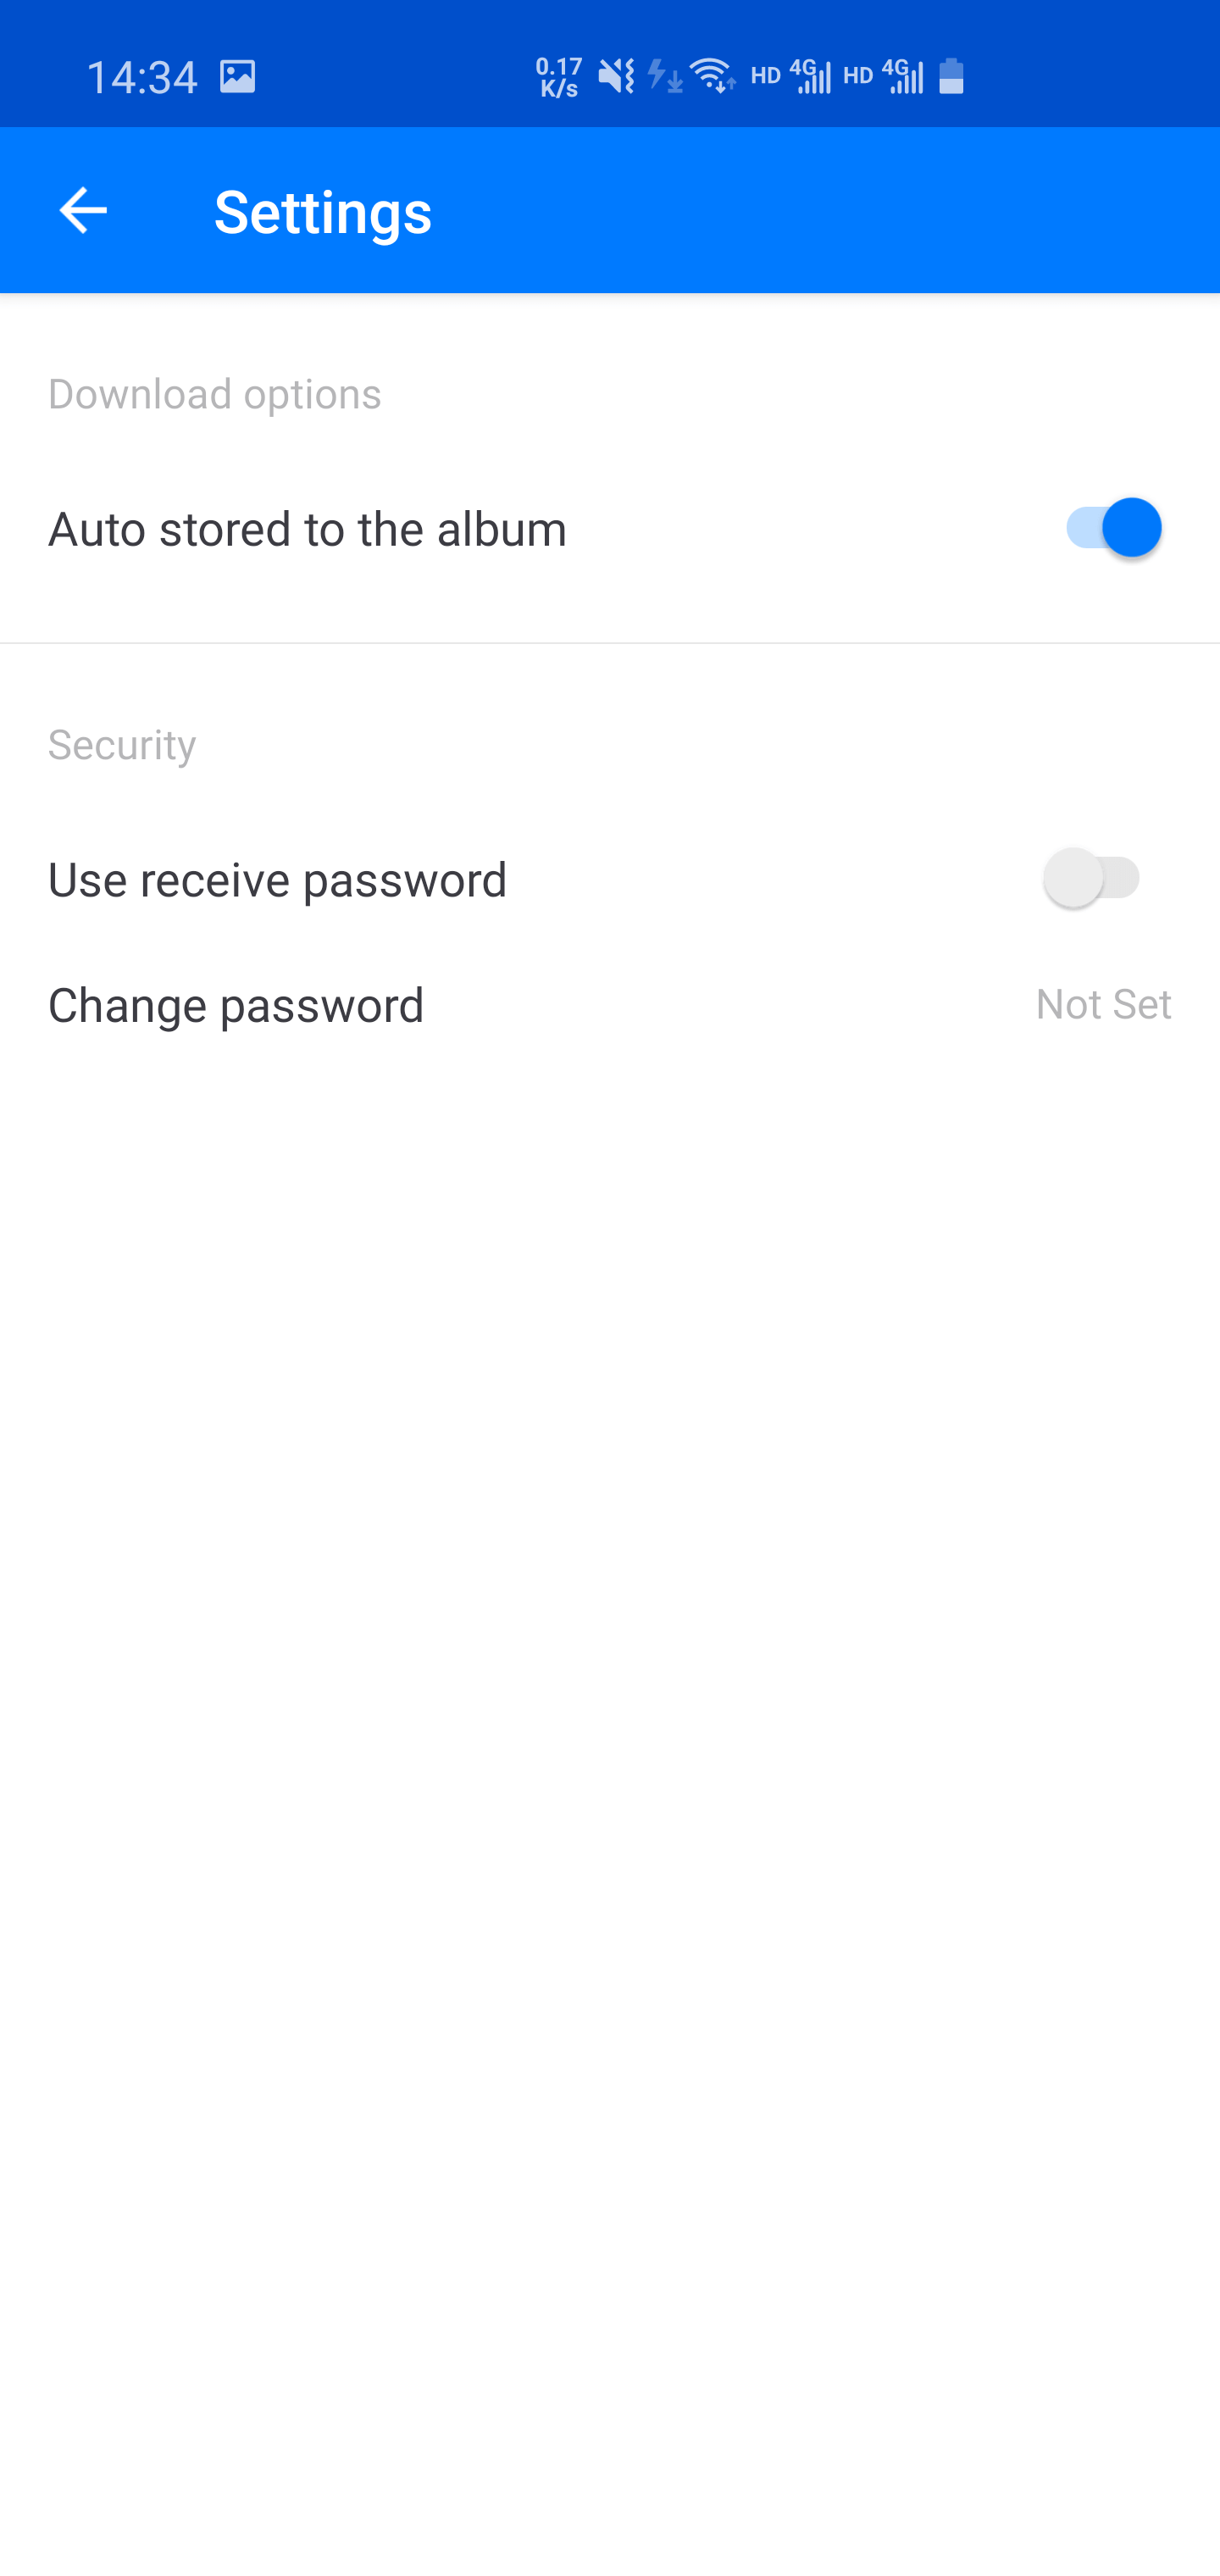 14:34
0.17
K/s
HD 4G HD 4G
Settings
Download options
Auto stored to the album
Security
Use receive password
Change password Not Set